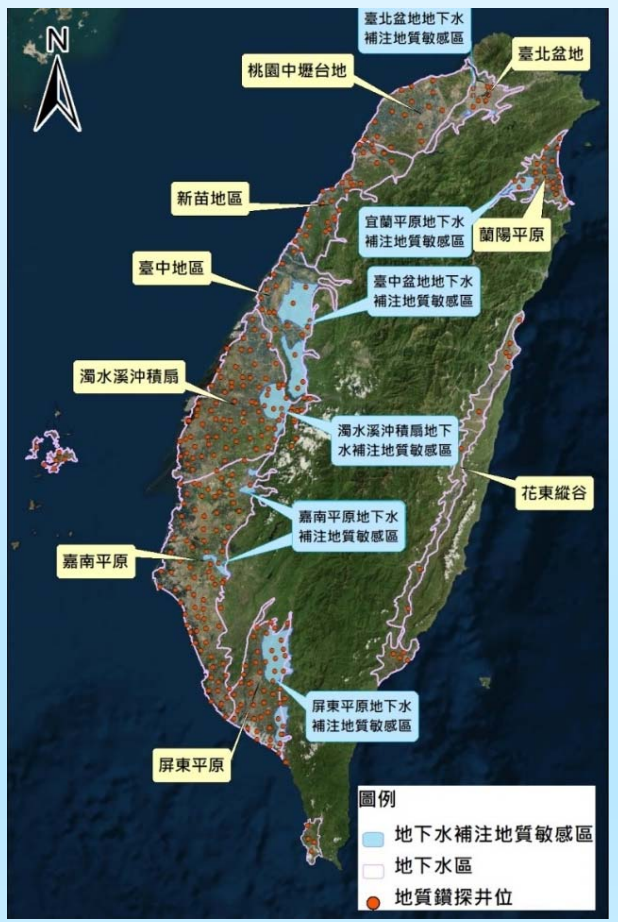 臺北盆地地下水
補注地質敏感區
N
臺北盆地
桃園中壢台地
新苗地區
宜蘭平原地下水
補注地質敏感區
蘭陽平原
臺中地區
臺中盆地地下水
補注地質敏感區
濁水溪沖積扇
濁水溪沖積扇地下
水補注地質敏感區
花東縱谷
嘉南平原地下水
補注地質敏感區
嘉南平原
屏東平原地下水
補注地質敏感區
屏東平原
圖例
地下水補注地質敏感區
地下水區
地質鑽探井位